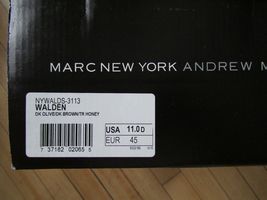 MARC NEW YORK ANDREW M
NYWALDS-3113
WALDEN
DK OLIVE/DK BROWN/TR HONEY
USA 11.0 D
EUR 45
7 37162 02065 5